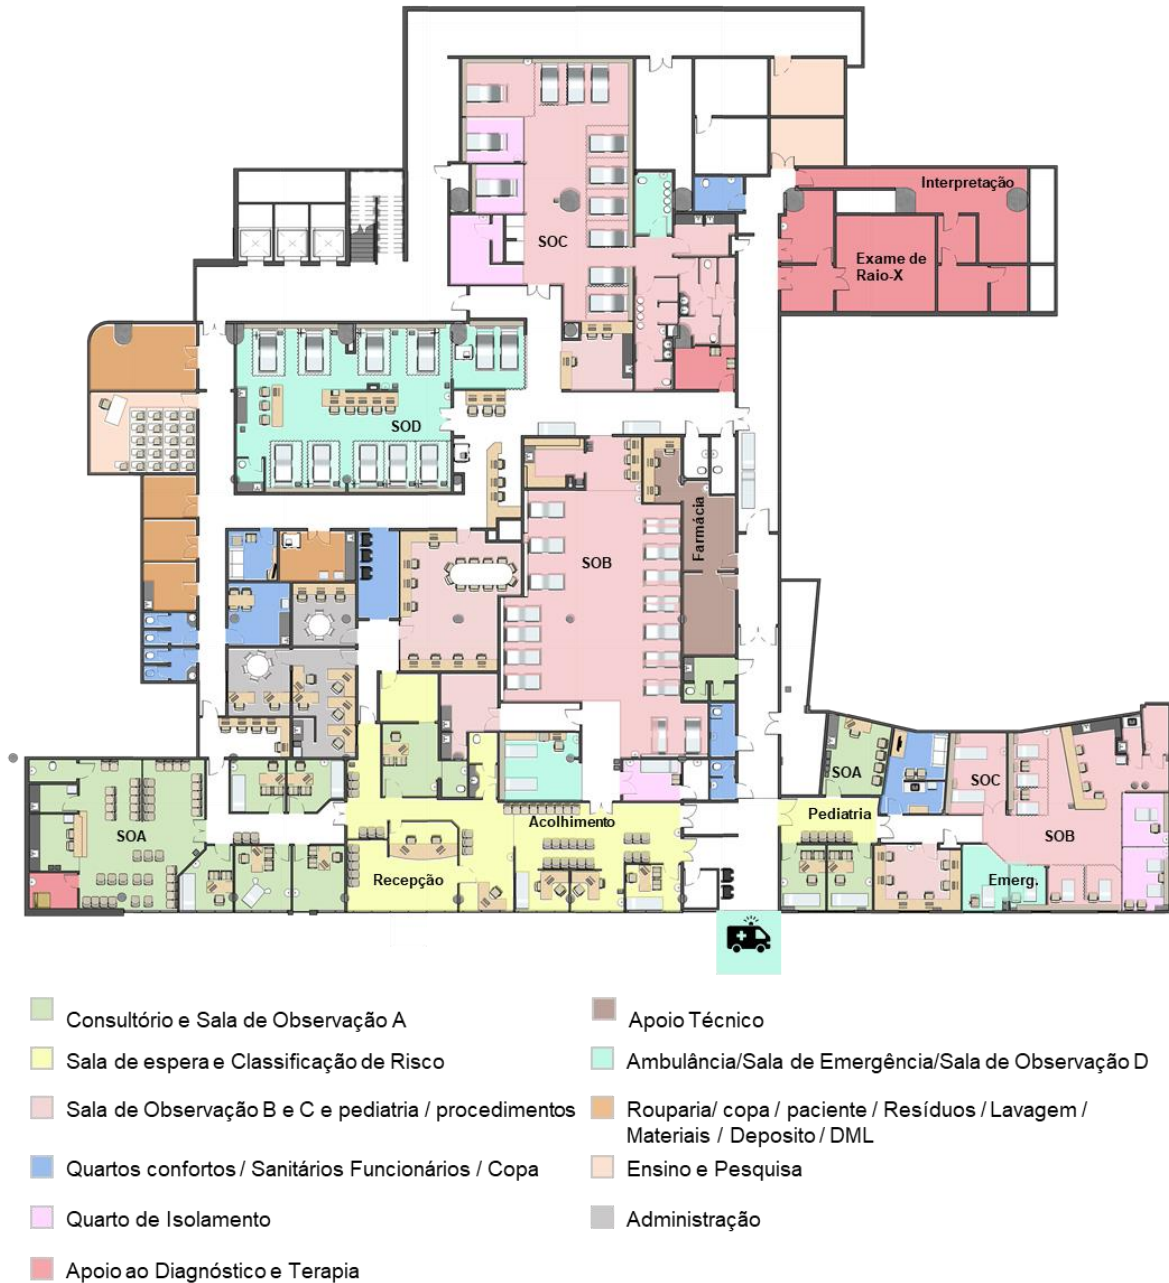 Interpretação
SOC
Exame de
Raio-X
SOD
Farmácia
SOB
SOA
SOC
Pediatria
Acolhimento
SOA
SOB
Recepção
Emerg.
Consultório e Sala de Observação A
Sala de espera e Classificação de Risco
Sala de Observação B e C e pediatria / procedimentos
Quartos confortos / Sanitários Funcionários / Copa
Quarto de Isolamento
Apoio ao Diagnóstico e Terapia
Apoio Técnico
Ambulância/Sala de Emergência/Sala de Observação D
Rouparia/ copa / paciente / Resíduos / Lavagem /
Materiais / Deposito / DML
Ensino e Pesquisa
Administração